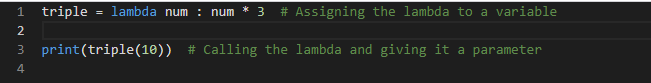 1 triple = lambda num : num * 3  # Assigning the lambda to a variable
2
3 print(triple(10))  # Calling the lambda and giving it a parameter
4